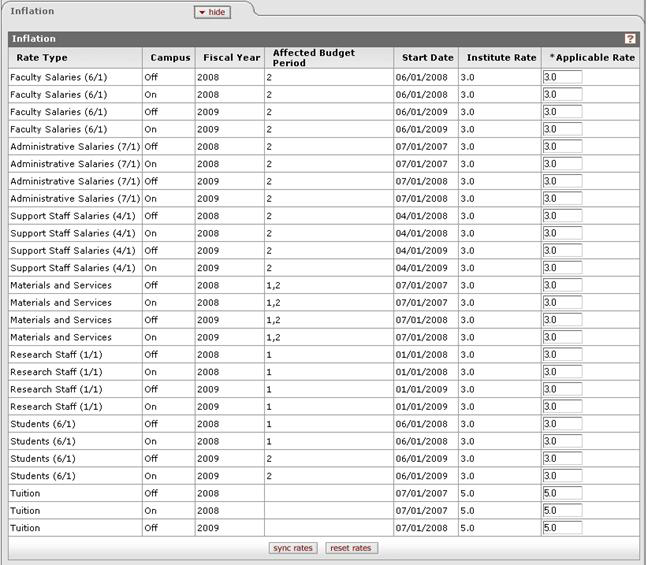 Inflation
hide
Inflation ?
Rate Type Campus Fiscal Year Affected Budget Period Start Date Institute Rate *Applicable Rate
Faculty Salaries (6/1) Off 2008 2 06/01/2008 3.0 3.0
Faculty Salaries (6/1) On 2008 2 06/01/2008 3.0 3.0
Faculty Salaries (6/1) Off 2009 2 06/01/2009 3.0 3.0
Faculty Salaries (6/1) On 2009 2 06/01/2009 3.0 3.0
Administrative Salaries (7/1) Off 2008 2 07/01/2007 3.0 3.0
Administrative Salaries (7/1) On 2008 2 07/01/2007 3.0 3.0
Administrative Salaries (7/1) Off 2009 2 07/01/2008 3.0 3.0
Administrative Salaries (7/1) On 2009 2 07/01/2008 3.0 3.0
Support Staff Salaries (4/1) Off 2008 2 04/01/2008 3.0 3.0
Support Staff Salaries (4/1) On 2008 2 04/01/2008 3.0 3.0
Support Staff Salaries (4/1) Off 2009 2 04/01/2009 3.0 3.0
Support Staff Salaries (4/1) On 2009 2 04/01/2009 3.0 3.0
Materials and Services Off 2008 1,2 07/01/2007 3.0 3.0
Materials and Services On 2008 1,2 07/01/2007 3.0 3.0
Materials and Services Off 2009 1,2 07/01/2008 3.0 3.0
Materials and Services On 2009 1,2 07/01/2008 3.0 3.0
Research Staff (1/1) Off 2008 1 01/01/2008 3.0 3.0
Research Staff (1/1) On 2008 1 01/01/2008 3.0 3.0
Research Staff (1/1) Off 2009 1 01/01/2009 3.0 3.0
Research Staff (1/1) On 2009 1 01/01/2009 3.0 3.0
Students (6/1) Off 2008 1 06/01/2008 3.0 3.0
Students (6/1) On 2008 1 06/01/2008 3.0 3.0
Students (6/1) Off 2009 2 06/01/2009 3.0 3.0
Students (6/1) On 2009 2 06/01/2009 3.0 3.0
Tuition Off 2008 07/01/2007 5.0 5.0
Tuition On 2008 07/01/2007 5.0 5.0
Tuition Off 2009 07/01/2008 5.0 5.0
sync rates reset rates